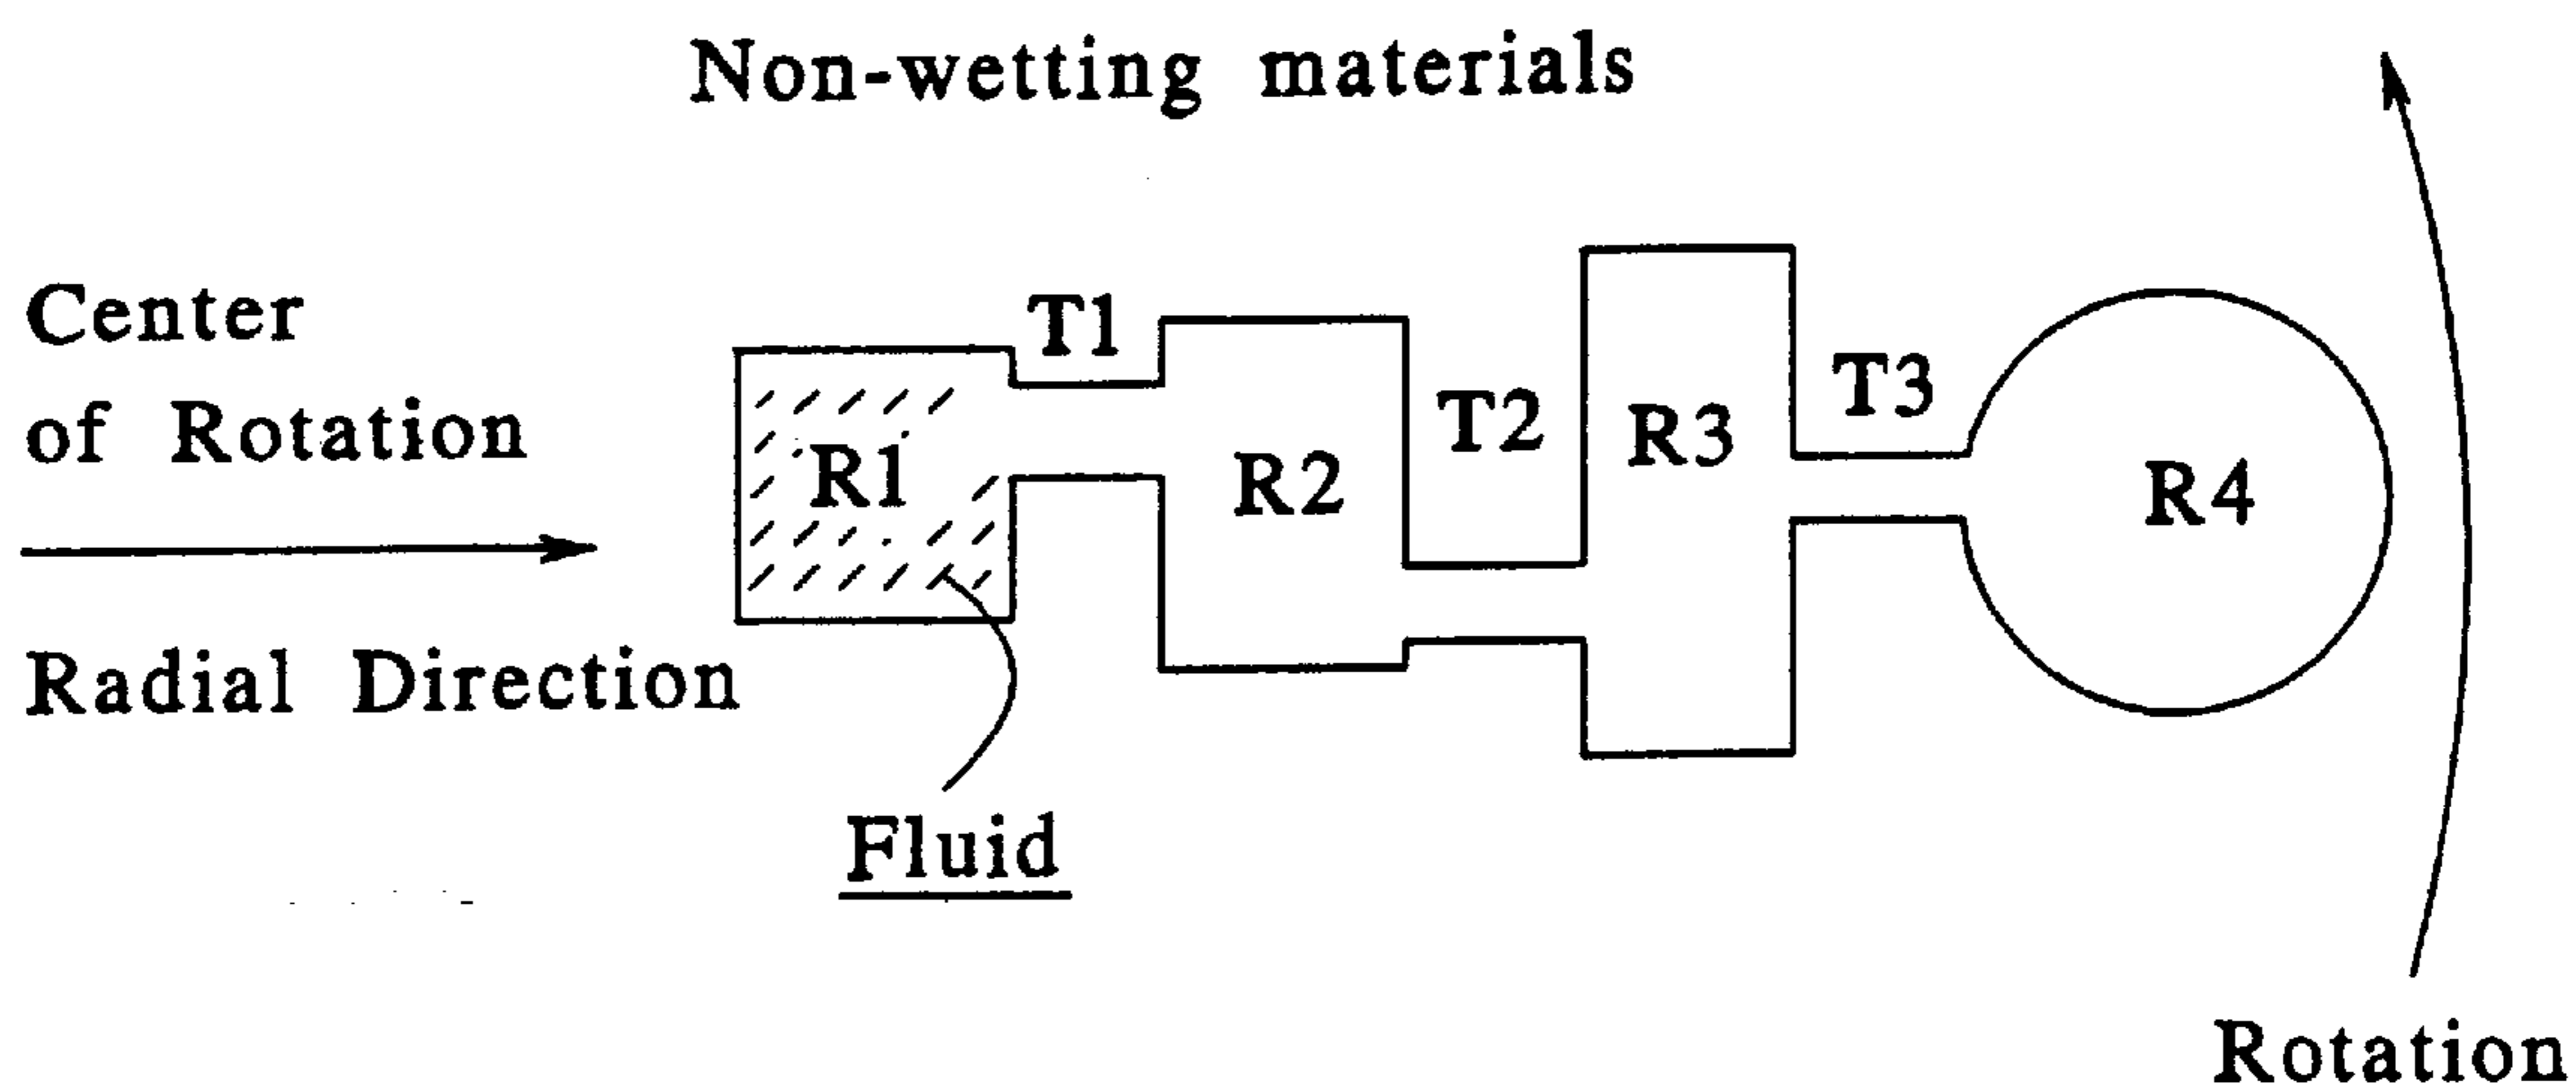 Non-wetting materials
Center
of Rotation
Radial Direction
R1
T1
R2
T2
R3
T3
R4
Fluid
Rotation